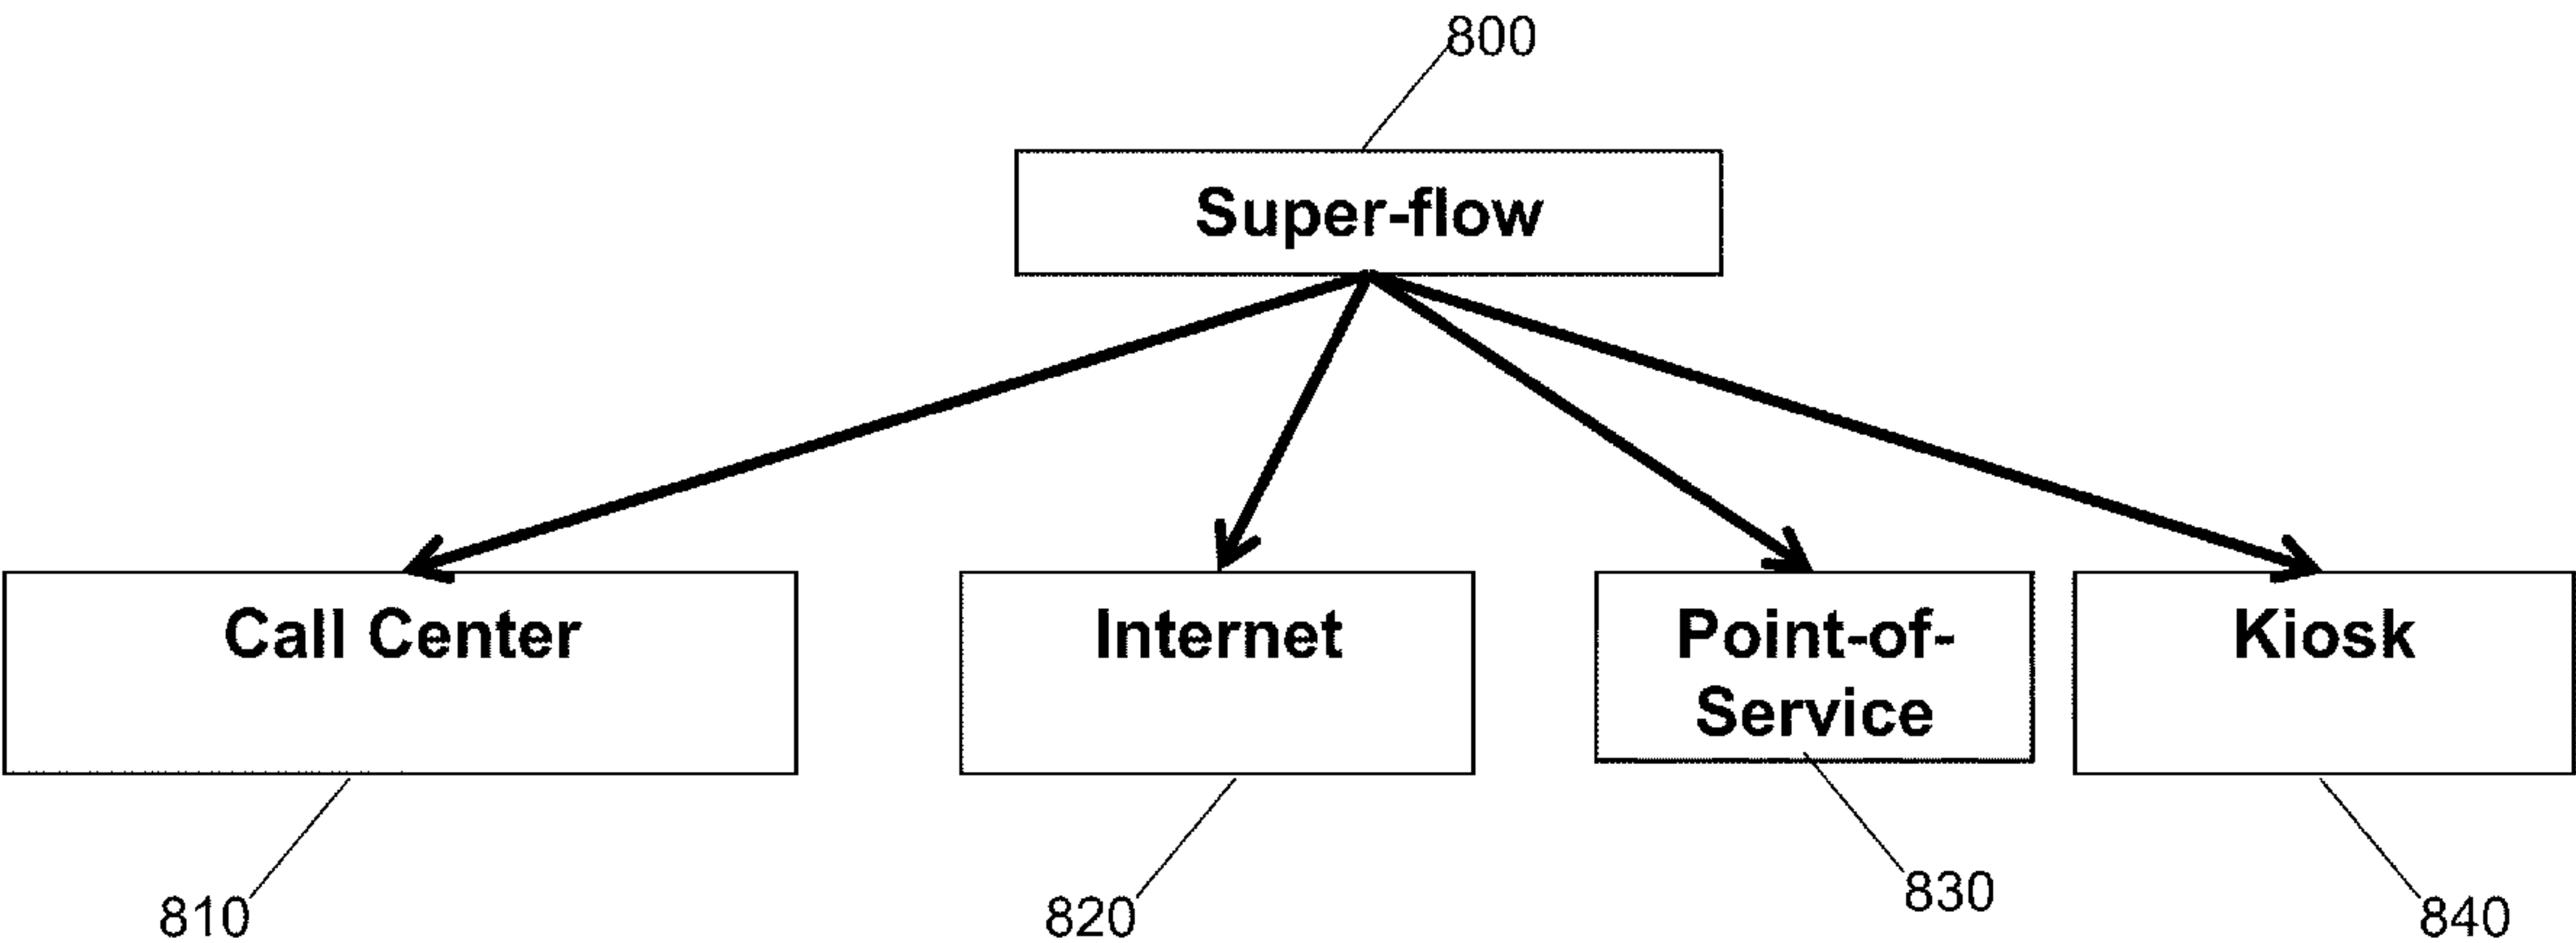 800
Super-flow
Call Center
Internet
Point-of-
Service
Kiosk
810
820
830
840